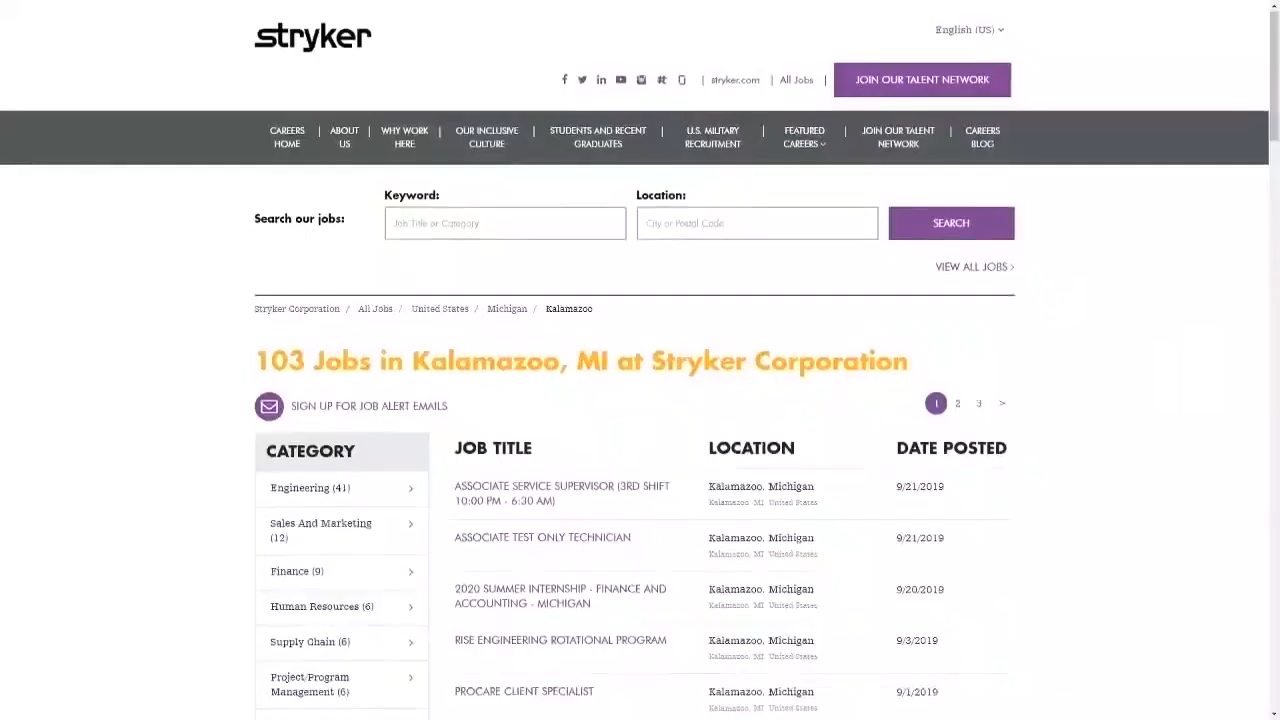 stryker
English (US)
| stryker.com | All Jobs | JOIN OUR TALENT NETWORK
CAREERS HOME | ABOUT US | WHY WORK HERE | OUR INCLUSIVE CULTURE | STUDENTS AND RECENT GRADUATES | U.S. MILITARY RECRUITMENT | FEATURED CAREERS | JOIN OUR TALENT NETWORK | CAREERS BLOG
Search our jobs:
Keyword:
Job Title or Category
Location:
City or Postal Code
SEARCH
VIEW ALL JOBS >
Stryker Corporation / All Jobs / United States / Michigan / Kalamazoo
103 Jobs in Kalamazoo, MI at Stryker Corporation
SIGN UP FOR JOB ALERT EMAILS
1 2 3 >
CATEGORY
Engineering (41)
Sales And Marketing
(12)
Finance (9)
Human Resources (6)
Supply Chain (6)
Project/Program
Management (6)
JOB TITLE LOCATION DATE POSTED
ASSOCIATE SERVICE SUPERVISOR (3RD SHIFT
10:00 PM - 6:30 AM)
Kalamazoo, Michigan
Kalamazoo, MI United States
9/21/2019
ASSOCIATE TEST ONLY TECHNICIAN
Kalamazoo, Michigan
Kalamazoo, MI United States
9/21/2019
2020 SUMMER INTERNSHIP - FINANCE AND
ACCOUNTING - MICHIGAN
Kalamazoo, Michigan
Kalamazoo, MI United States
9/20/2019
RISE ENGINEERING ROTATIONAL PROGRAM
Kalamazoo, Michigan
Kalamazoo, MI United States
9/3/2019
PROCARE CLIENT SPECIALIST
Kalamazoo, Michigan
Kalamazoo, MI United States
9/1/2019